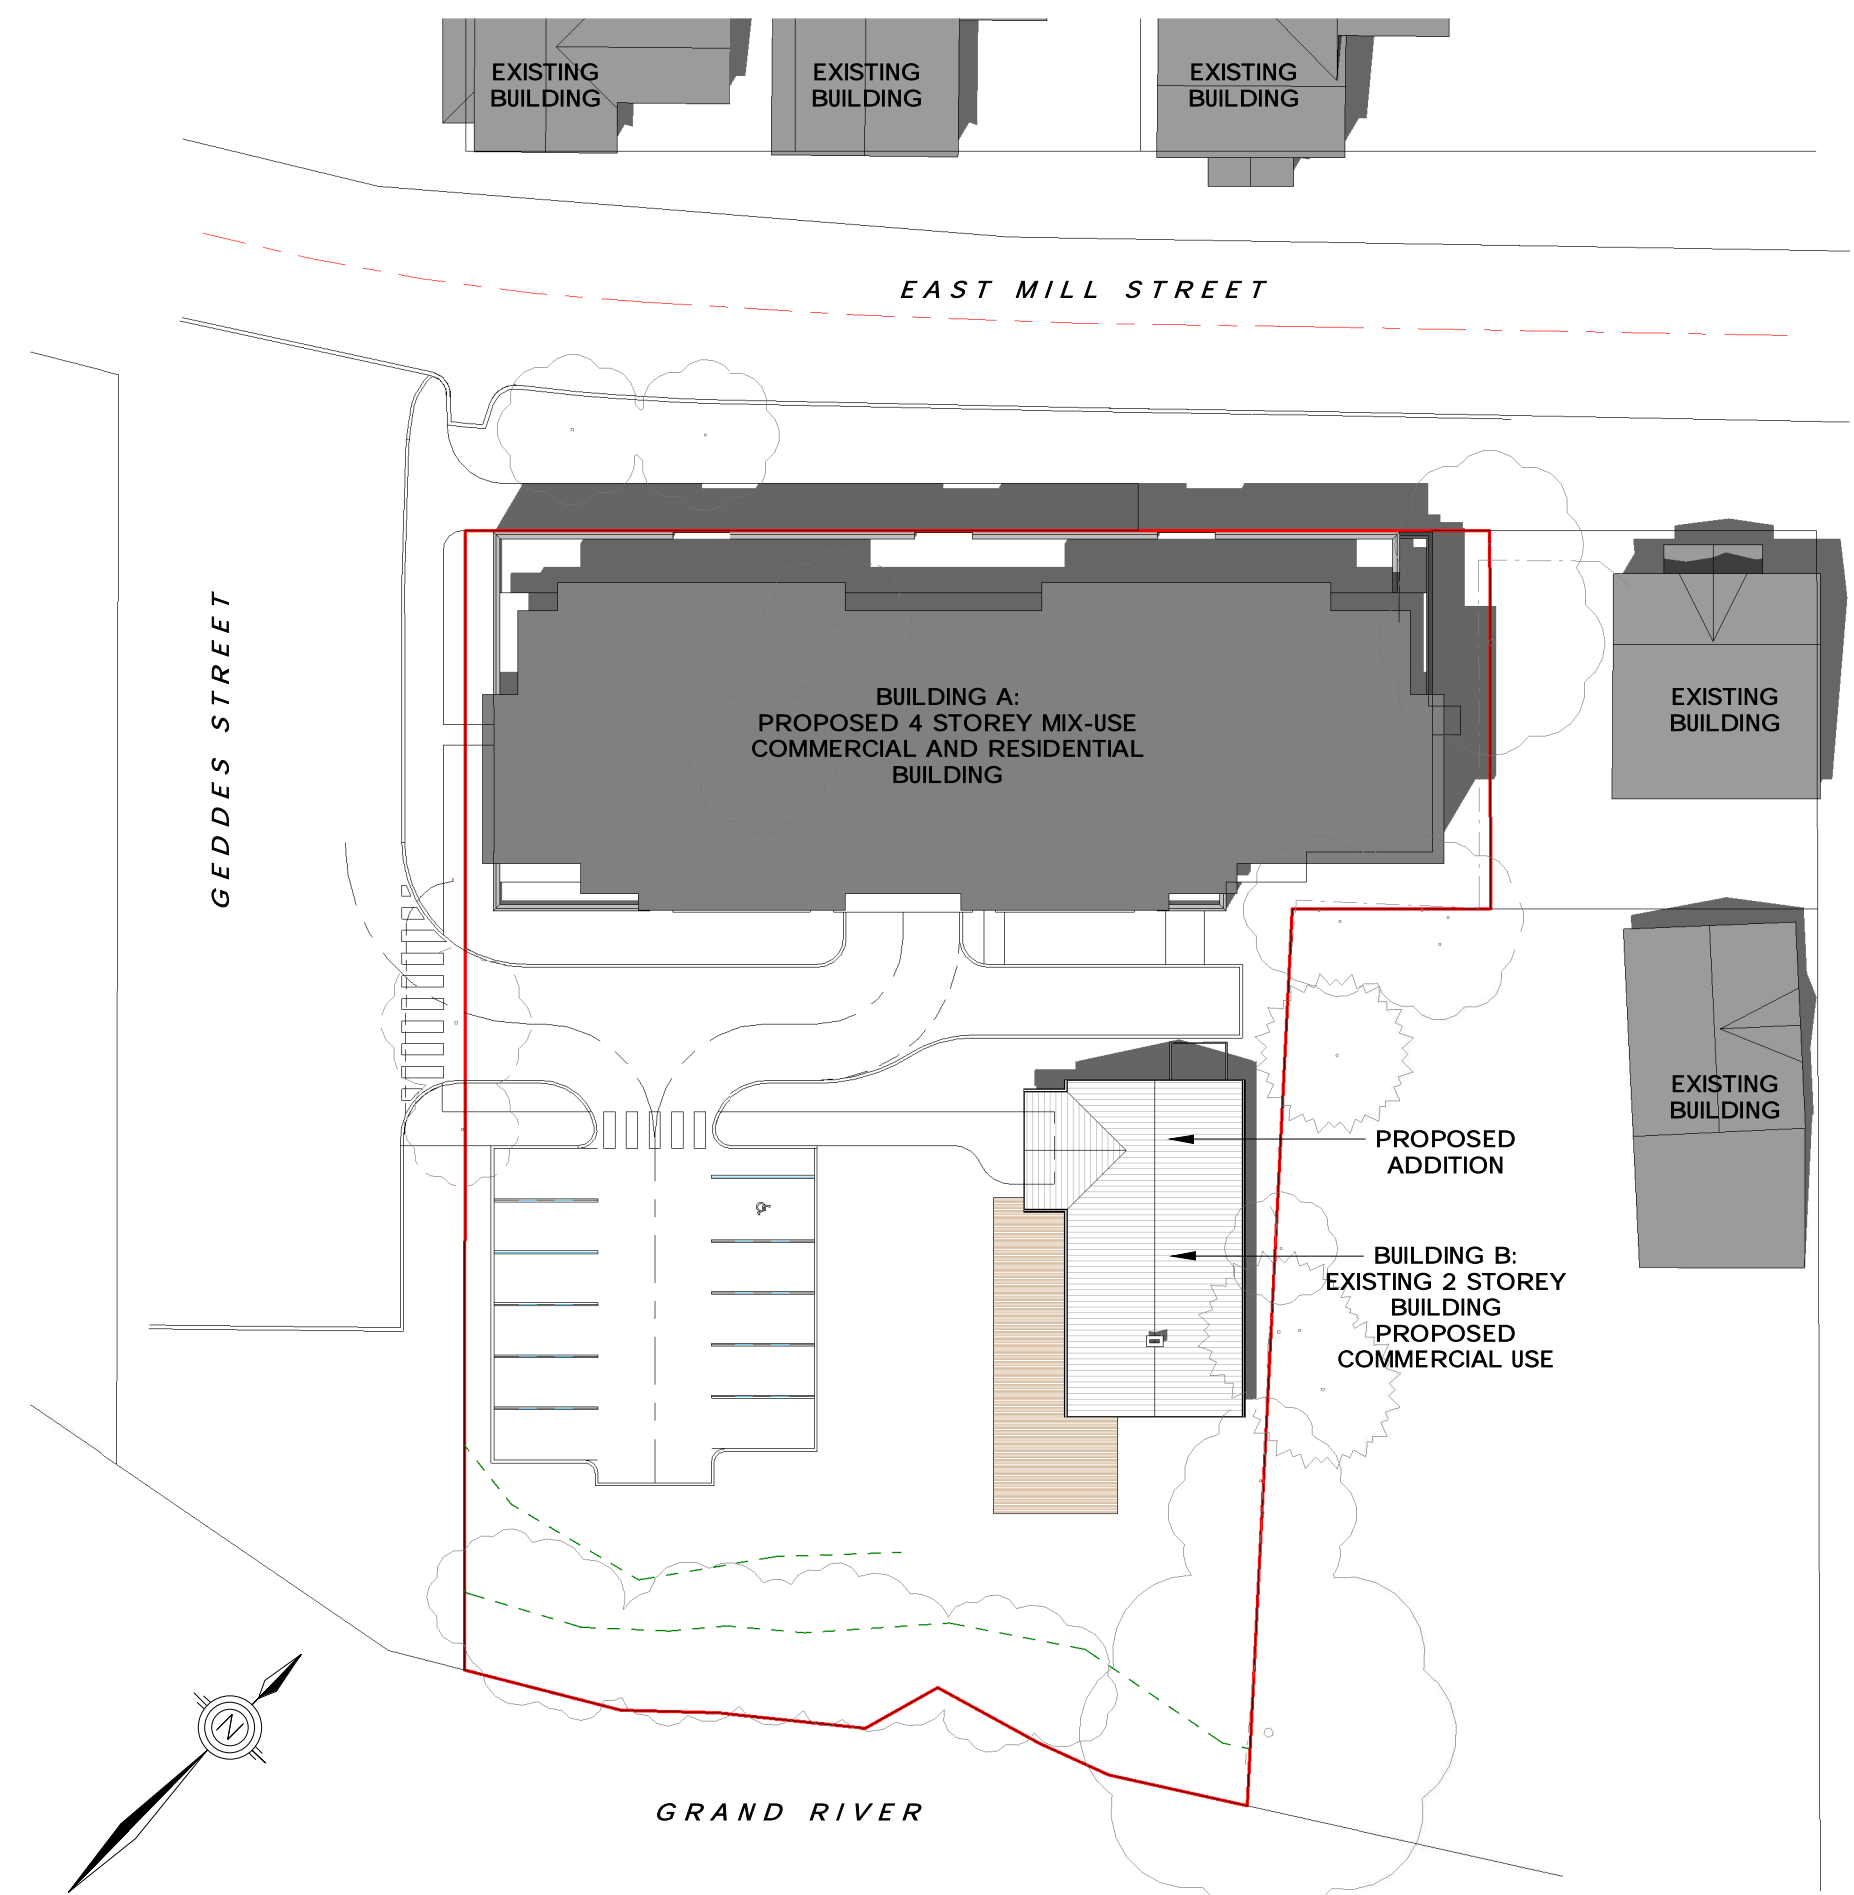 EXISTING
BUILDING
EXISTING
BUILDING
EXISTING
BUILDING
EAST MILL STREET
GEDDES STREET
BUILDING A:
PROPOSED 4 STOREY MIX-USE
COMMERCIAL AND RESIDENTIAL
BUILDING
EXISTING
BUILDING
EXISTING
BUILDING
PROPOSED
ADDITION
BUILDING B:
EXISTING 2 STOREY
BUILDING
PROPOSED
COMMERCIAL USE
N
GRAND RIVER